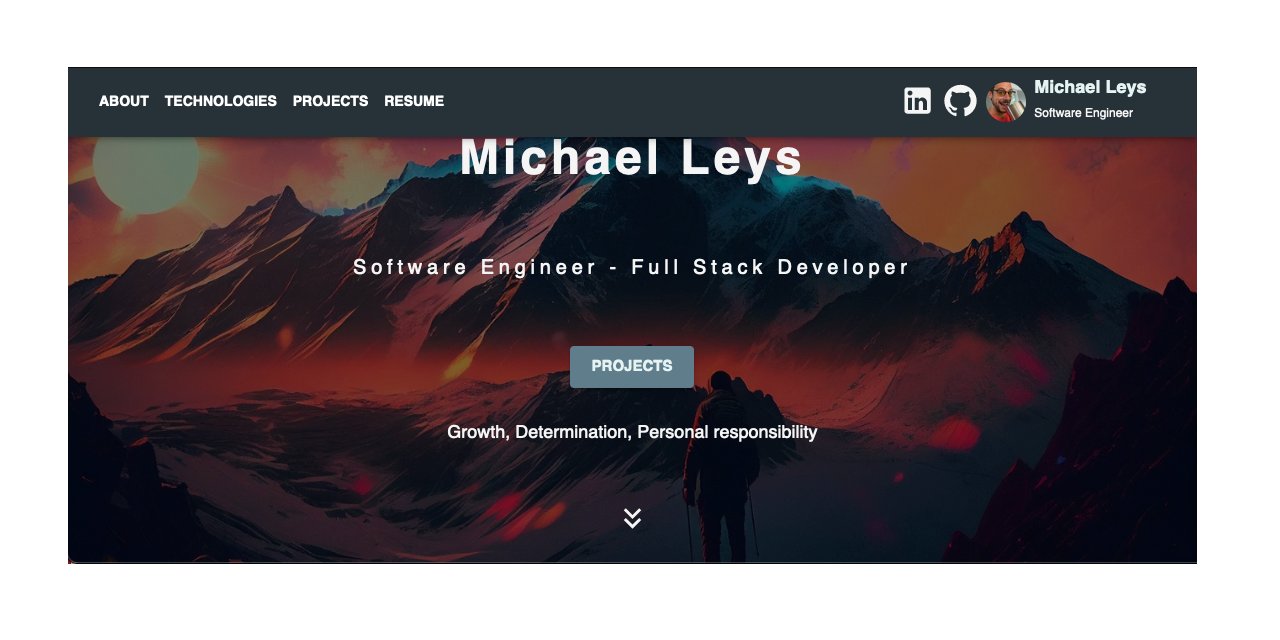 ABOUT TECHNOLOGIES PROJECTS RESUME
in
Michael Leys
Software Engineer
Michael Leys
Software Engineer - Full Stack Developer
PROJECTS
Growth, Determination, Personal responsibility